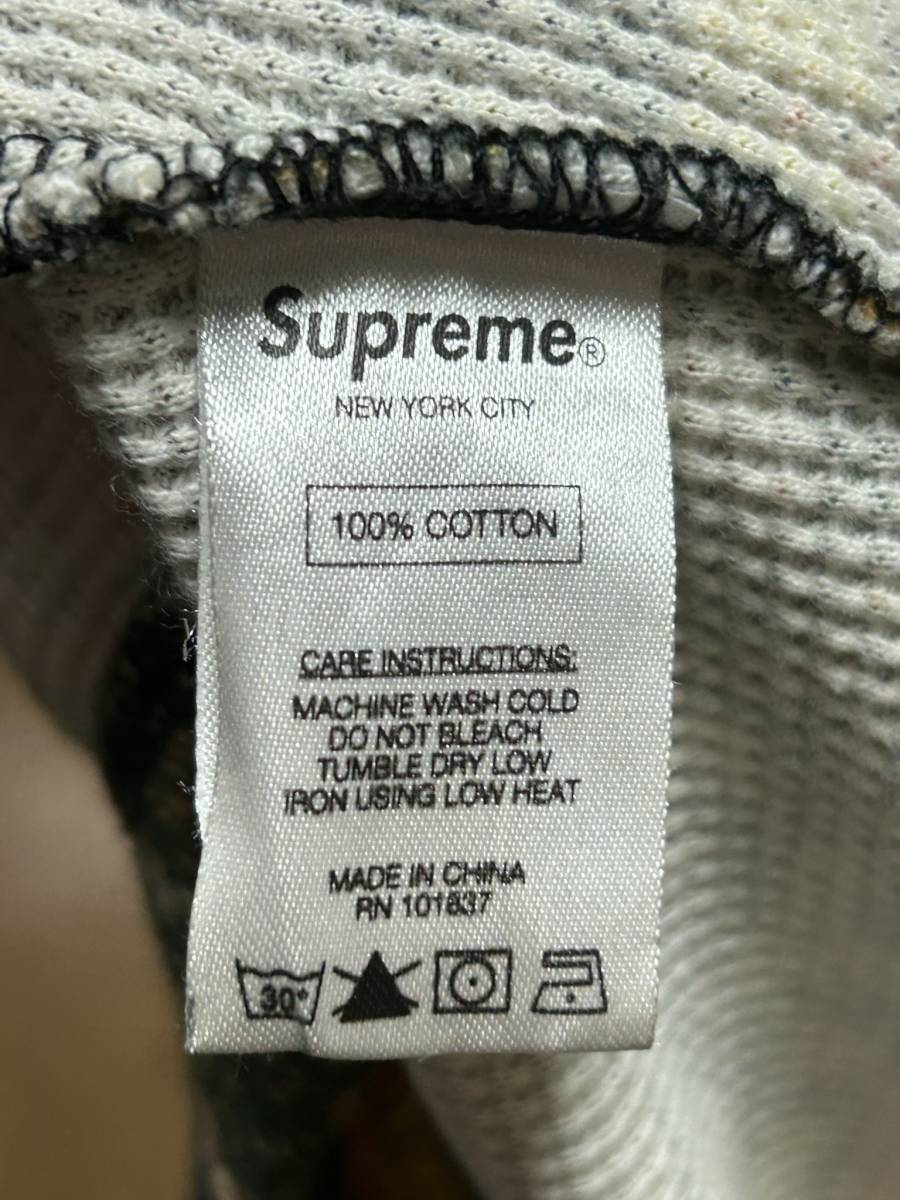 Supreme®
NEW YORK CITY
100% COTTON
CARE INSTRUCTIONS:
MACHINE WASH COLD
DO NOT BLEACH
TUMBLE DRY LOW
IRON USING LOW HEAT
MADE IN CHINA
RN 101837
30°